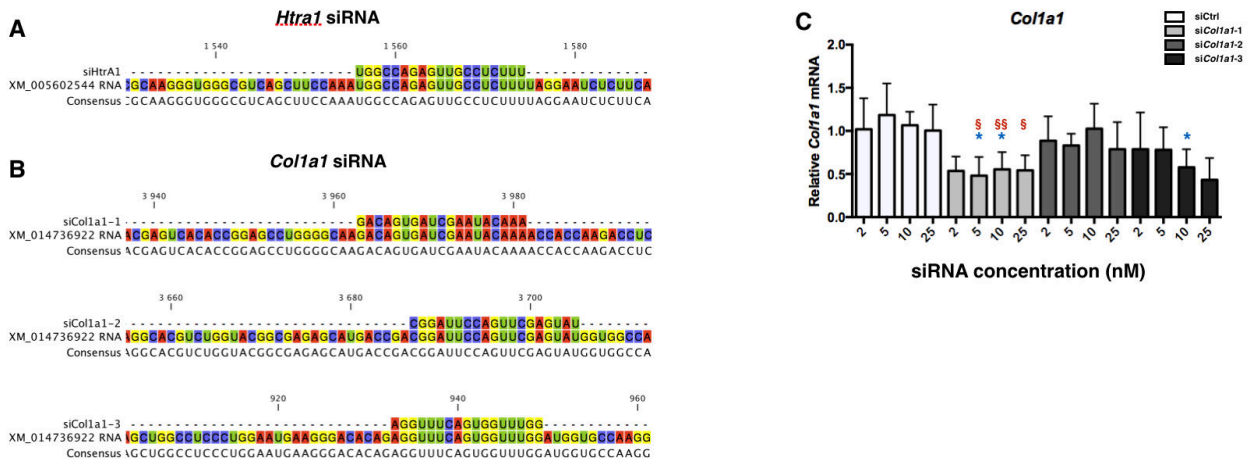 A
Htra1 siRNA
1 540 1 560 1 580
siHtrA1 UGGCCAGAGUUGCCUCUUU
XM_005602544 RNA GCAAGGGUGGGCGUCAGCUUCCAAAUGGCCAGAGUUGCCUCUUUUAGGAAUCUCUUCA
Consensus GCAAGGGUGGGCGUCAGCUUCCAAAUGGCCAGAGUUGCCUCUUUUAGGAAUCUCUUCA
B
Col1a1 siRNA
3 940 3 960 3 980
siCol1a1-1 GACAGUGAUCGAAUACAAA
XM_014736922 RNA ACGAGUCACACCGGAGCCUGGGGCAAGACAGUGAUCGAAUACAAAACCACCAAGACCUC
Consensus ACGAGUCACACCGGAGCCUGGGGCAAGACAGUGAUCGAAUACAAAACCACCAAGACCUC
3 660 3 680 3 700
siCol1a1-2 CGGAUUCCAGUUCGAGUAU
XM_014736922 RNA AGGCACGUCUGGUACGGCGAGAGCAUGACCGACGGAUUCCAGUUCGAGUAUGGUGGCCA
Consensus AGGCACGUCUGGUACGGCGAGAGCAUGACCGACGGAUUCCAGUUCGAGUAUGGUGGCCA
920 940 960
siCol1a1-3 AGGUUUCAGUGGUUUGG
XM_014736922 RNA GCUGGCCUCCCUGGAAUGAAGGGACACAGAGGUUUCAGUGGUUUGGAUGGUGCCAAGG
Consensus AGCUGGCCUCCCUGGAAUGAAGGGACACAGAGGUUUCAGUGGUUUGGAUGGUGCCAAGG
C
Col1a1
siCtrl
siCol1a1-1
siCol1a1-2
siCol1a1-3
Relative Col1a1 mRNA
2.0
1.5
1.0
0.5
0.0
§ §§ §
* * *
2 5 10 25 2 5 10 25 2 5 10 25 2 5 10 25
siRNA concentration (nM)